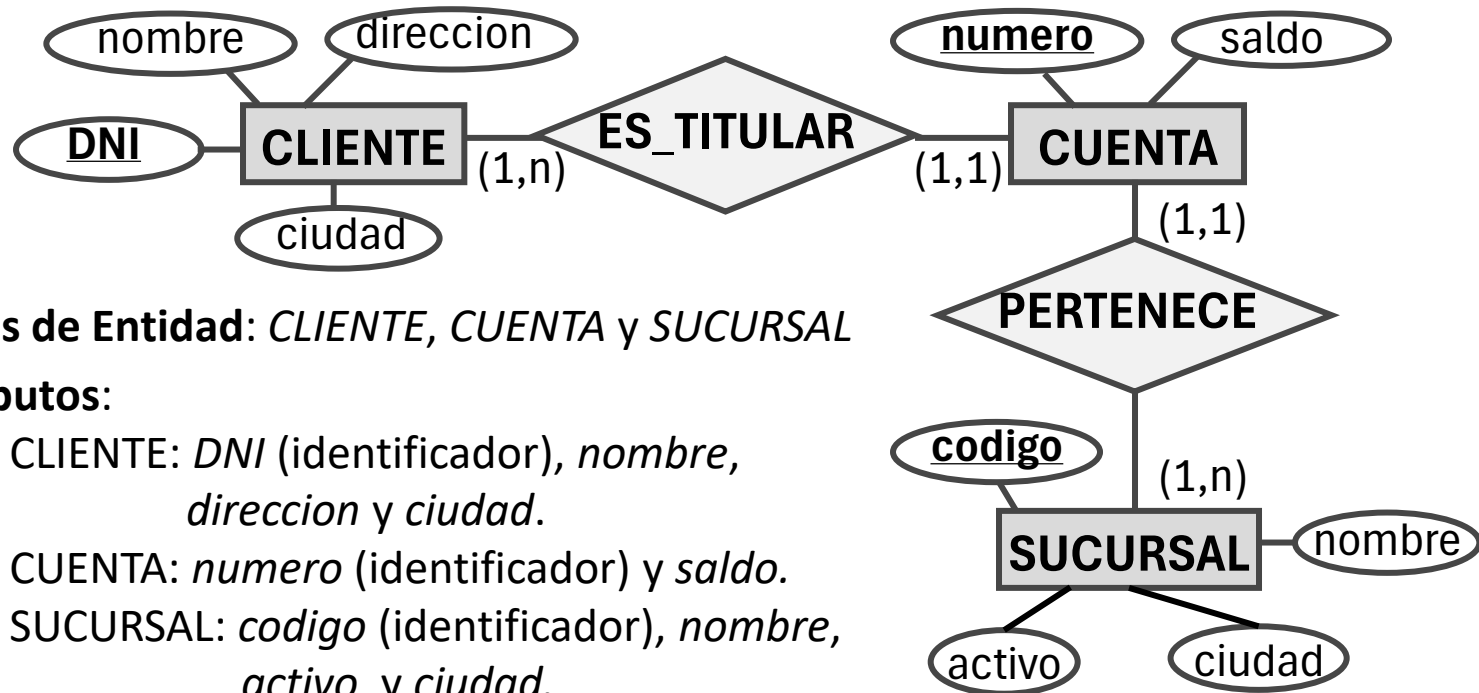 nombre
direccion
numero
saldo
DNI
CLIENTE
(1,n)
ES_TITULAR
(1,1)
CUENTA
ciudad
(1,1)
PERTENECE
s de Entidad: CLIENTE, CUENTA y SUCURSAL
butos:
CLIENTE: DNI (identificador), nombre,
direccion y ciudad.
CUENTA: numero (identificador) y saldo.
SUCURSAL: codigo (identificador), nombre,
activo y ciudad.
codigo
(1,n)
SUCURSAL
nombre
activo
ciudad